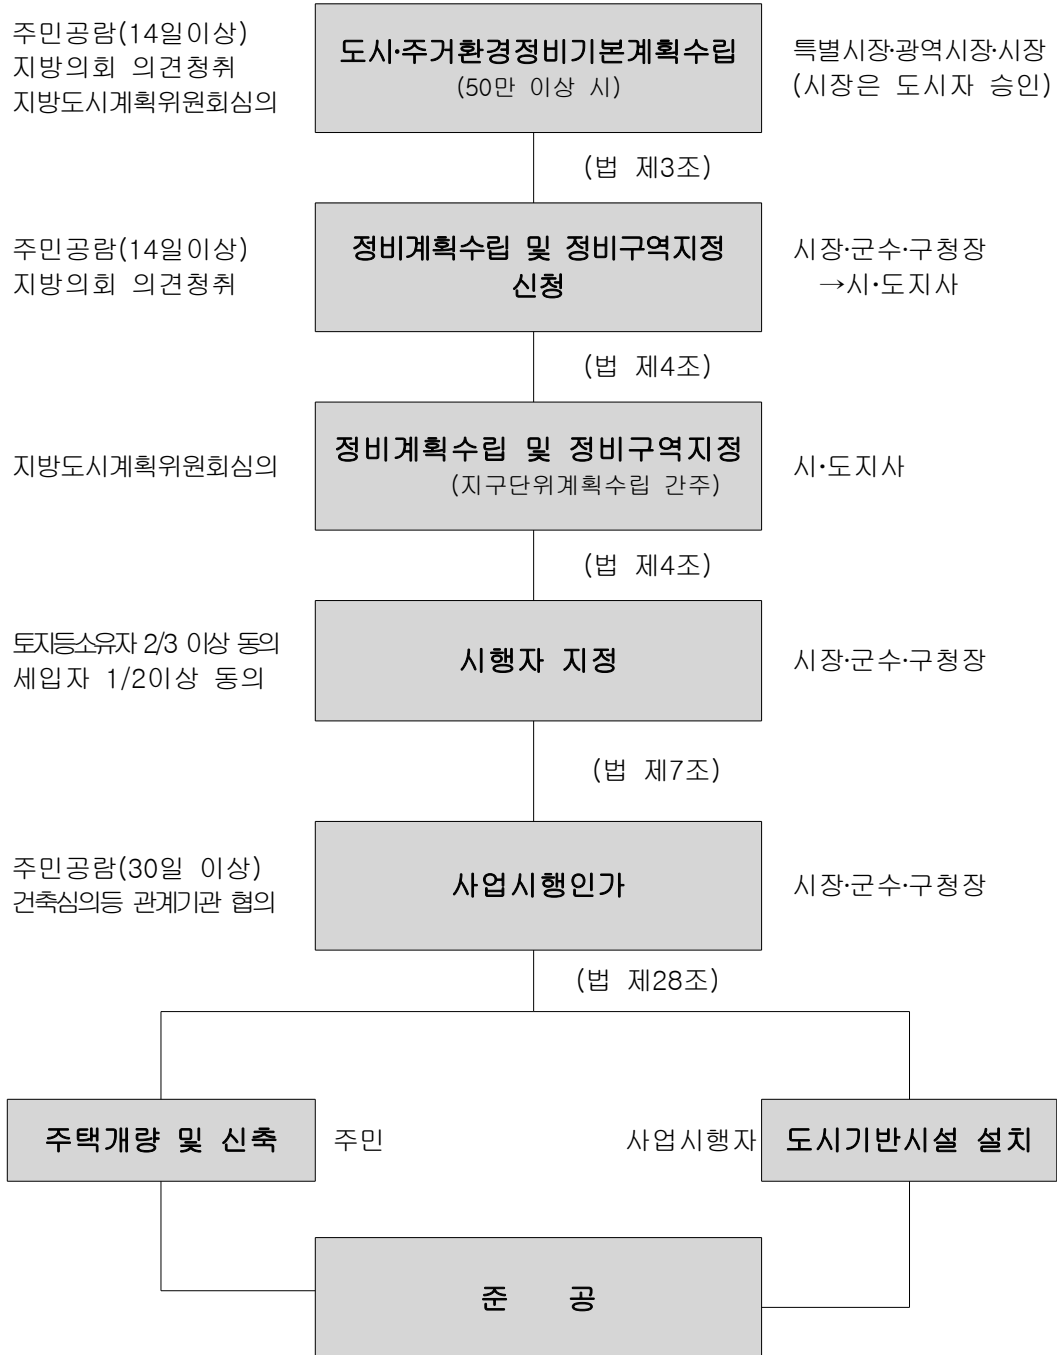 주민공람(14일이상)
지방의회 의견청취
지방도시계획위원회심의
도시·주거환경정비기본계획수립
(50만 이상 시)
특별시장·광역시장·시장
(시장은 도시자 승인)
(법 제3조)
주민공람(14일이상)
지방의회 의견청취
정비계획수립 및 정비구역지정
신청
시장·군수·구청장
→시·도지사
(법 제4조)
지방도시계획위원회심의
정비계획수립 및 정비구역지정
(지구단위계획수립 간주)
시·도지사
(법 제4조)
토지등소유자 2/3 이상 동의
세입자 1/2이상 동의
시행자 지정
시장·군수·구청장
(법 제7조)
주민공람(30일 이상)
건축심의등 관계기관 협의
사업시행인가
시장·군수·구청장
(법 제28조)
주택개량 및 신축
주민
사업시행자
도시기반시설 설치
준 공